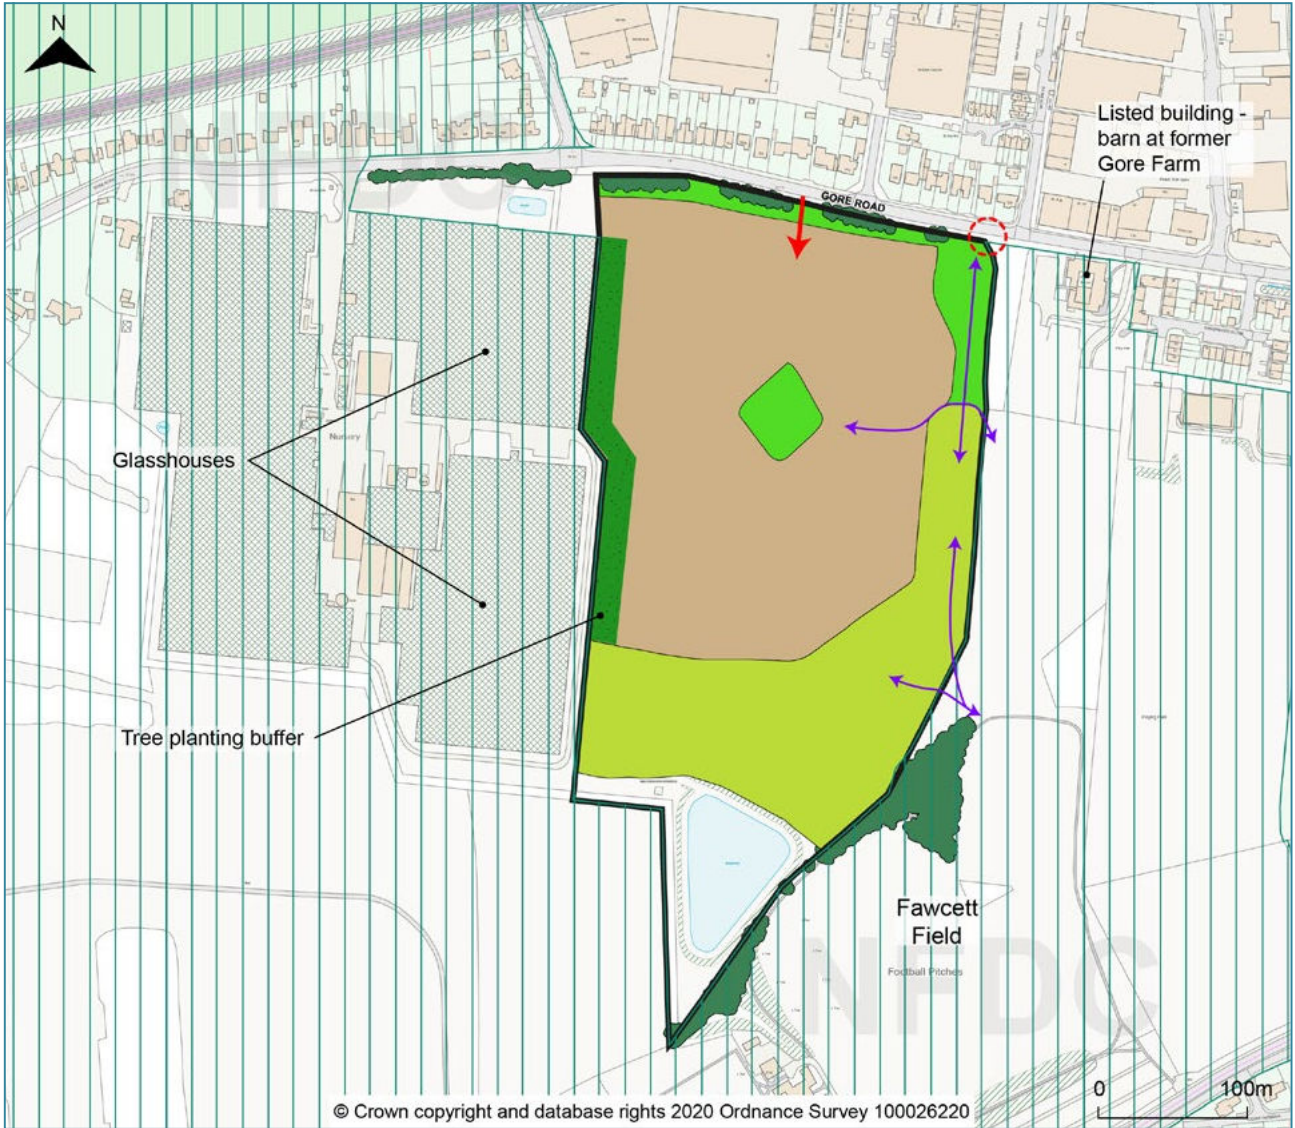 N
Listed building -
barn at former
Gore Farm
GORE ROAD
Nursery
Glasshouses
Tree planting buffer
Fawcett
Field
Football Pitches
NFDC
0
100m
© Crown copyright and database rights 2020 Ordnance Survey 100026220